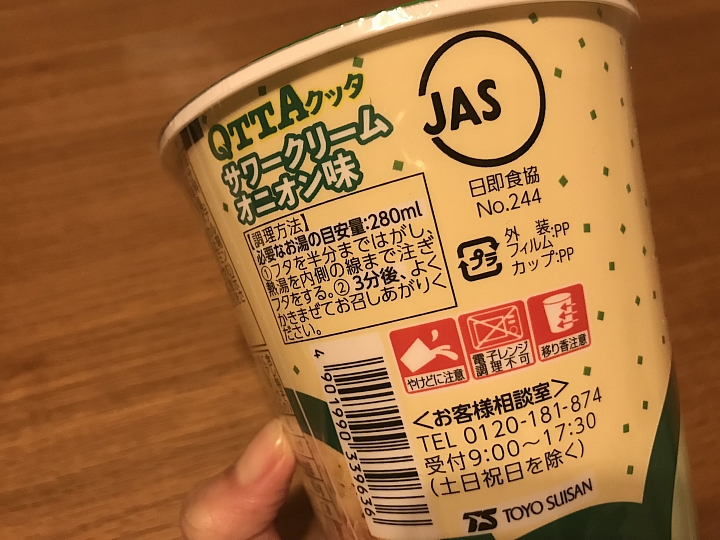 QTTAクッタ
サワークリーム
オニオン味
【調理方法】
必要なお湯の目安量:280ml
①フタを半分まではがし、
熱湯を内側の線まで注ぎ
フタをする。②3分後、よく
かきまぜてお召しあがりく
ださい。
4 901990 339636
JAS
日即食協
No.244
プラ
外装:PP
フィルム
カップ:PP
やけどに注意
電子レンジ
調理不可
移り香注意
<お客様相談室>
TEL 0120-181-874
受付9:00~17:30
(土日祝日を除く)
TS TOYO SUISAN